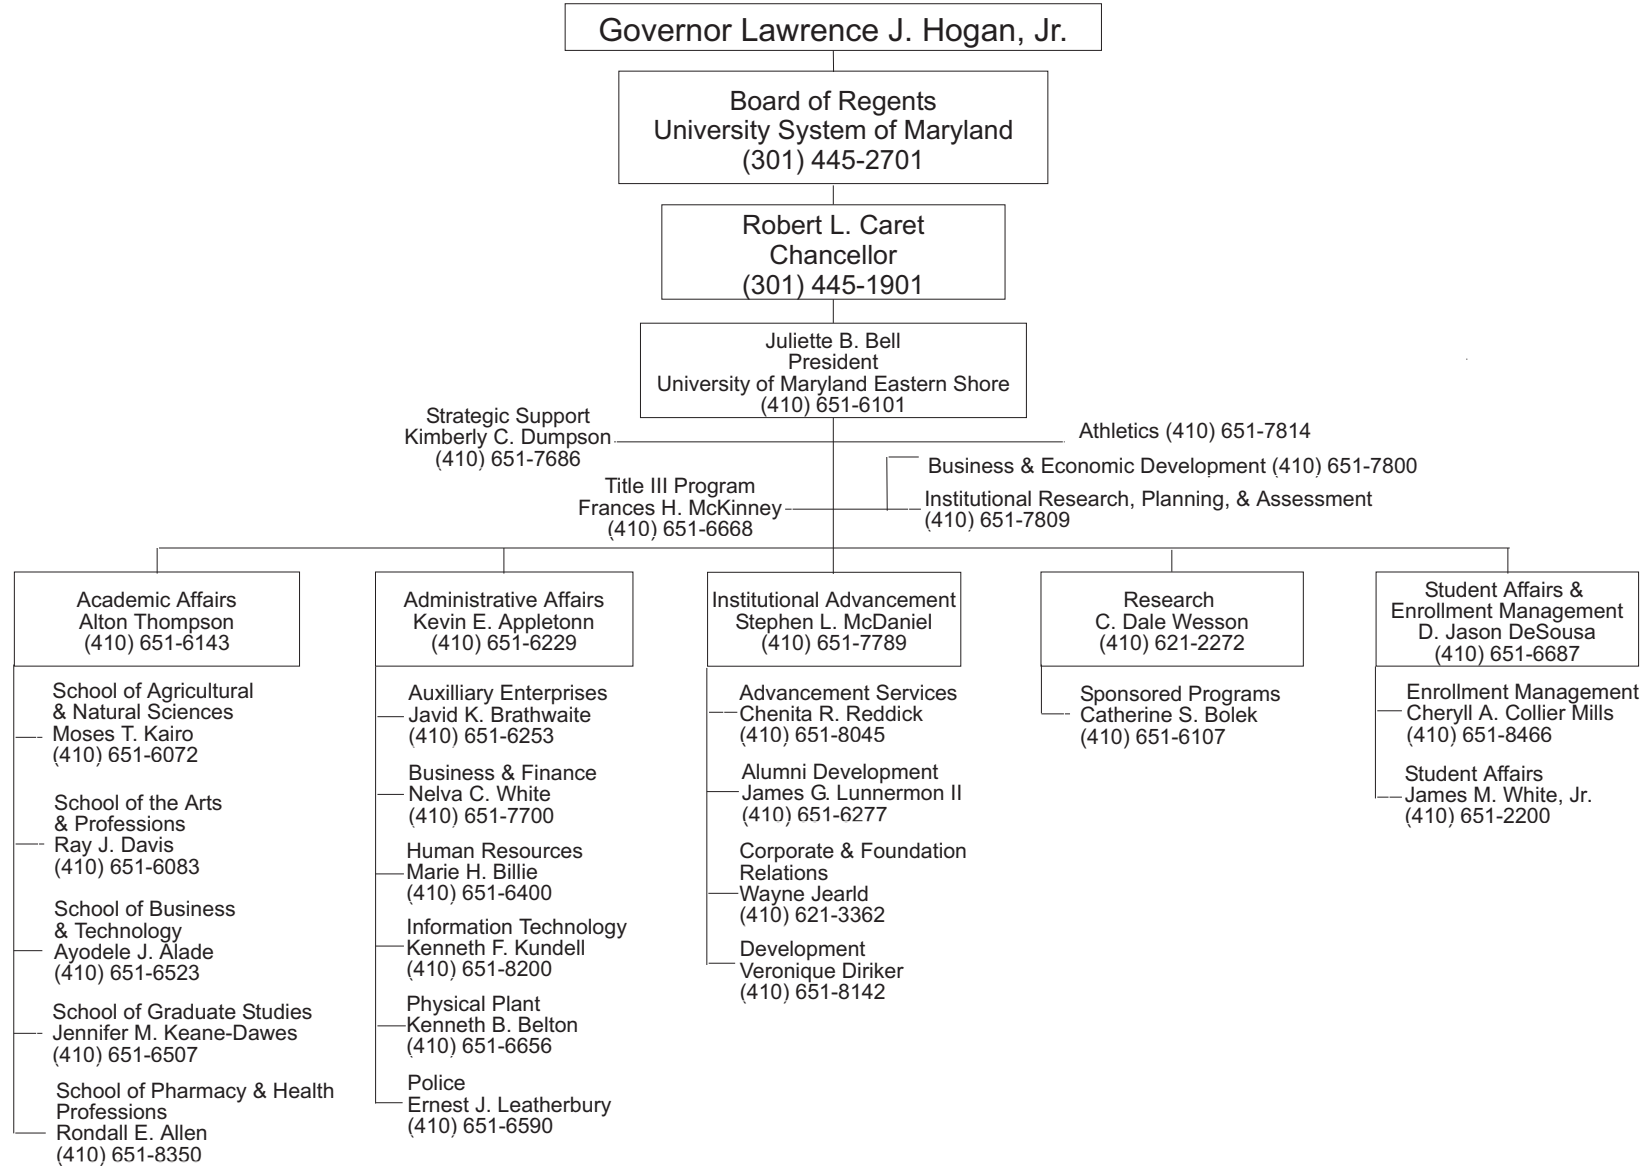 Governor Lawrence J. Hogan, Jr.
Board of Regents
University System of Maryland
(301) 445-2701
Robert L. Caret
Chancellor
(301) 445-1901
Juliette B. Bell
President
University of Maryland Eastern Shore
(410) 651-6101
Strategic Support
Kimberly C. Dumpson
(410) 651-7686
Athletics (410) 651-7814
Business & Economic Development (410) 651-7800
Title III Program
Frances H. McKinney
(410) 651-6668
Institutional Research, Planning, & Assessment
(410) 651-7809
Academic Affairs
Alton Thompson
(410) 651-6143
School of Agricultural
& Natural Sciences
Moses T. Kairo
(410) 651-6072
School of the Arts
& Professions
Ray J. Davis
(410) 651-6083
School of Business
& Technology
Ayodele J. Alade
(410) 651-6523
School of Graduate Studies
Jennifer M. Keane-Dawes
(410) 651-6507
School of Pharmacy & Health
Professions
Rondall E. Allen
(410) 651-8350
Administrative Affairs
Kevin E. Appletonn
(410) 651-6229
Auxilliary Enterprises
Javid K. Brathwaite
(410) 651-6253
Business & Finance
Nelva C. White
(410) 651-7700
Human Resources
Marie H. Billie
(410) 651-6400
Information Technology
Kenneth F. Kundell
(410) 651-8200
Physical Plant
Kenneth B. Belton
(410) 651-6656
Police
Ernest J. Leatherbury
(410) 651-6590
Institutional Advancement
Stephen L. McDaniel
(410) 651-7789
Advancement Services
Chenita R. Reddick
(410) 651-8045
Alumni Development
James G. Lunnermon II
(410) 651-6277
Corporate & Foundation
Relations
Wayne Jearld
(410) 621-3362
Development
Veronique Diriker
(410) 651-8142
Research
C. Dale Wesson
(410) 621-2272
Sponsored Programs
Catherine S. Bolek
(410) 651-6107
Student Affairs &
Enrollment Management
D. Jason DeSousa
(410) 651-6687
Enrollment Management
Cheryll A. Collier Mills
(410) 651-8466
Student Affairs
James M. White, Jr.
(410) 651-2200